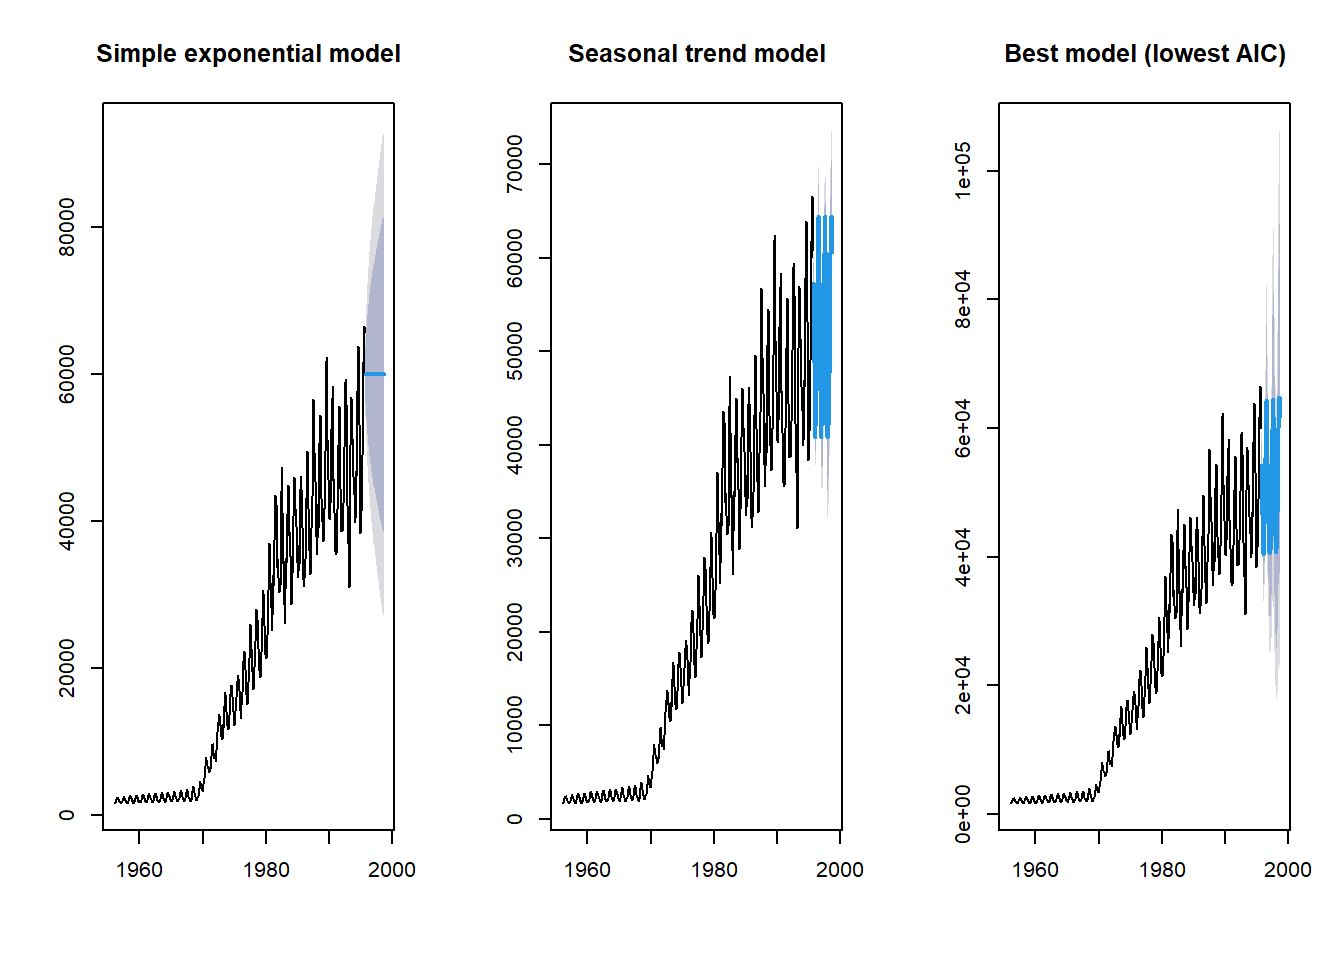 Simple exponential model
80000
60000
40000
20000
0
1960 1980 2000
Seasonal trend model
70000
60000
50000
40000
30000
20000
10000
0
1960 1980 2000
Best model (lowest AIC)
1e+05
8e+04
6e+04
4e+04
2e+04
0e+00
1960 1980 2000